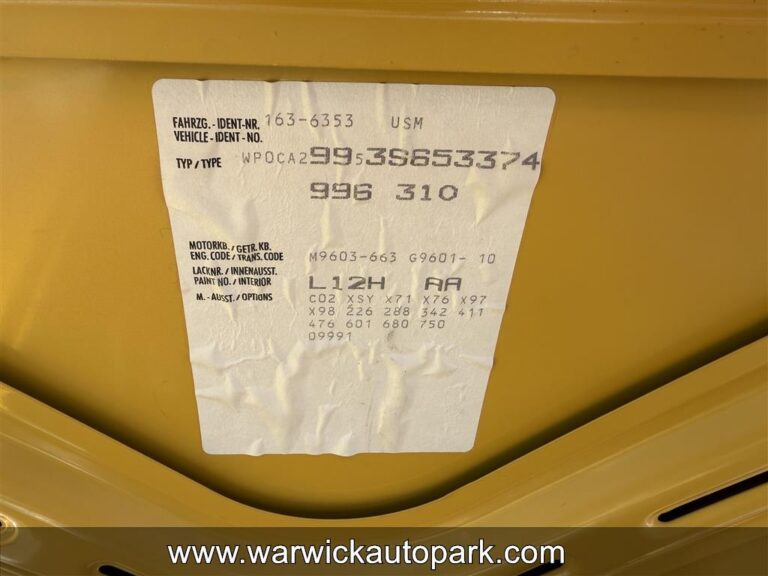 FAHRZG.-IDENT-NR. 163-6353 USM
VEHICLE-IDENT-NO.
TYP/TYPE WP0CA29953S653374
996 310
MOTORKB./GETR.KB.
ENG.CODE/TRANS.CODE M9603-663 G9601- 10
LACKNR./INNENAUSST.
PAINT NO./INTERIOR L12H AA
M.-AUSST./OPTIONS C02 XSY X71 X76 X97
X98 226 288 342 411
476 601 680 750
09991
www.warwickautopark.com